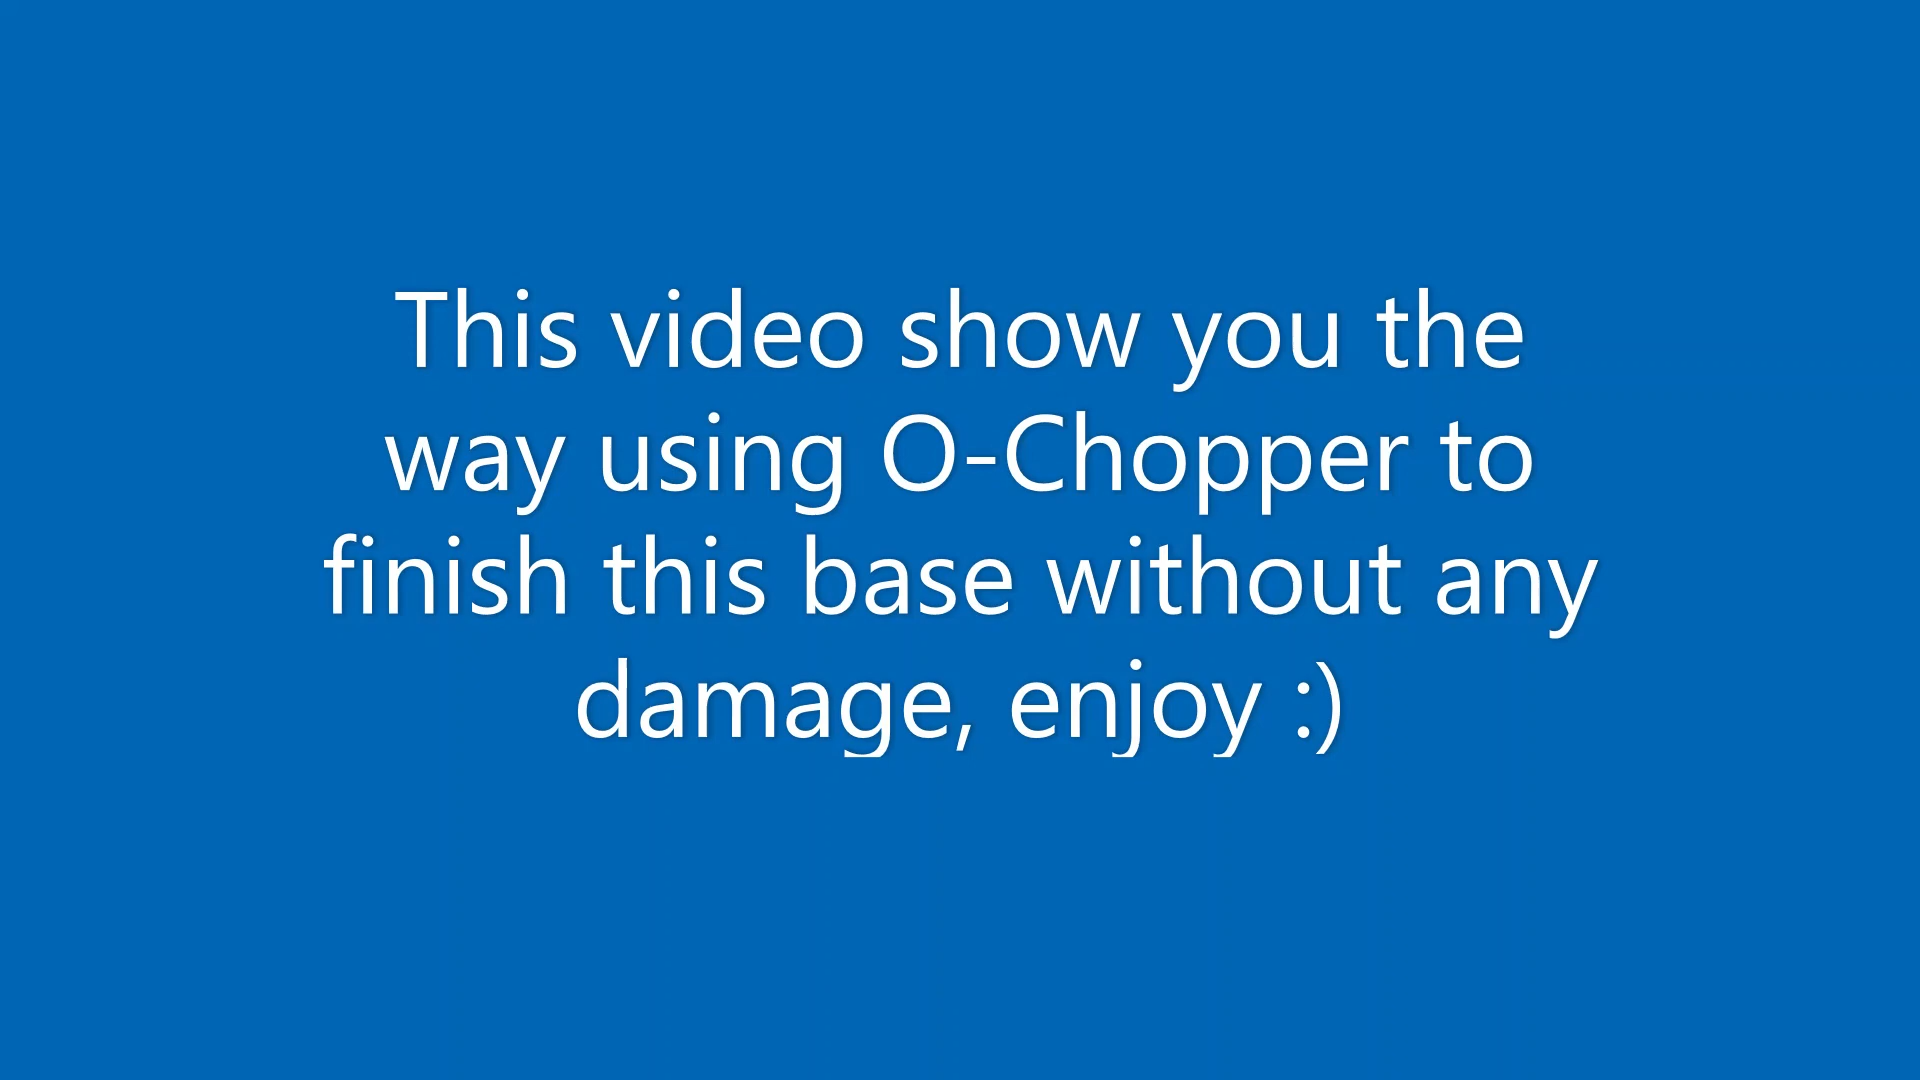 This video show you the
way using O-Chopper to
finish this base without any
damage, enjoy :)